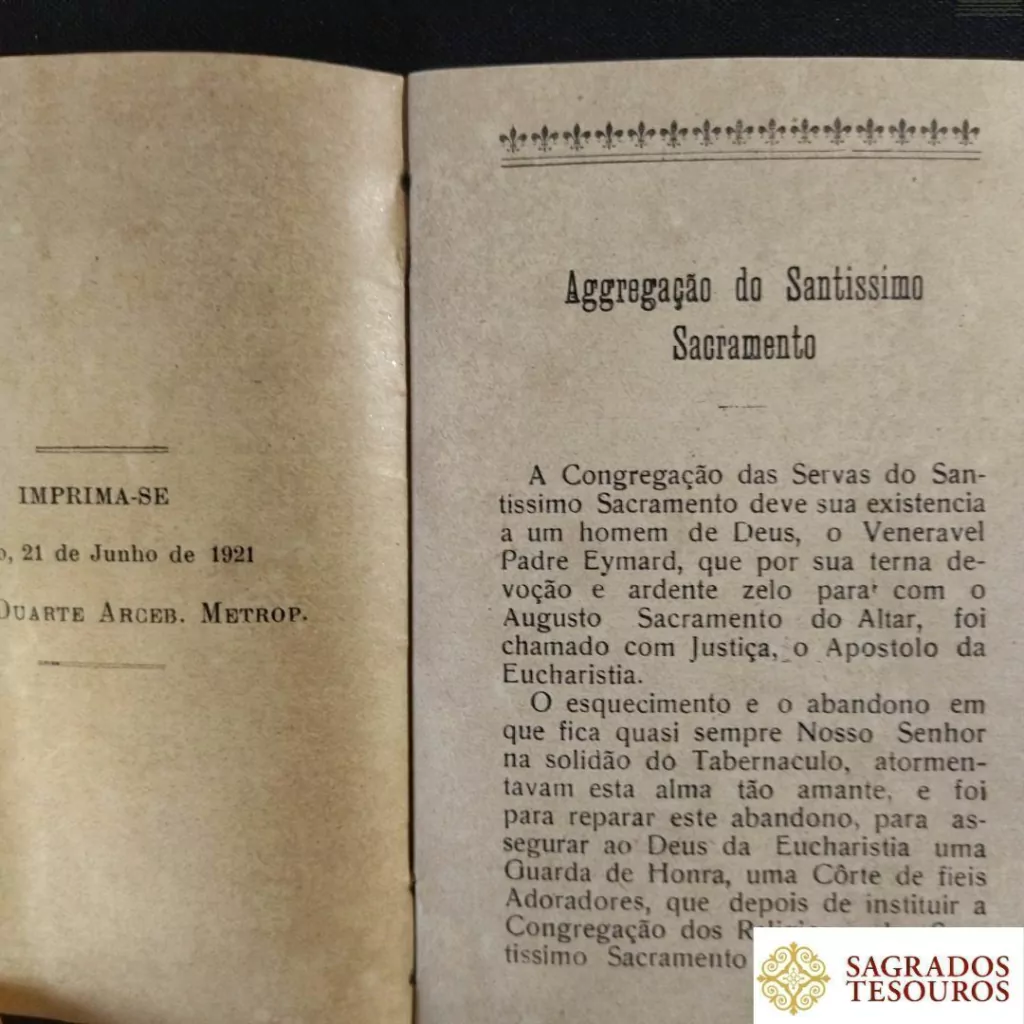 IMPRIMA-SE
21 de Junho de 1921
DUARTE ARCEB. METROP.
Aggregação do Santissimo
Sacramento
A Congregação das Servas do San-
tissimo Sacramento deve sua existencia
a um homem de Deus, o Veneravel
Padre Eymard, que por sua terna de-
voção e ardente zelo para com o
Augusto Sacramento do Altar, foi
chamado com Justiça, o Apostolo da
Eucharistia.
O esquecimento e o abandono em
que fica quasi sempre Nosso Senhor
na solidão do Tabernaculo, atormen-
tavam esta alma tão amante, e foi
para reparar este abandono, para as-
segurar ao Deus da Eucharistia uma
Guarda de Honra, uma Côrte de fieis
Adoradores, que depois de instituir a
Congregação dos
tissimo Sacramento
SAGRADOS
TESOUROS